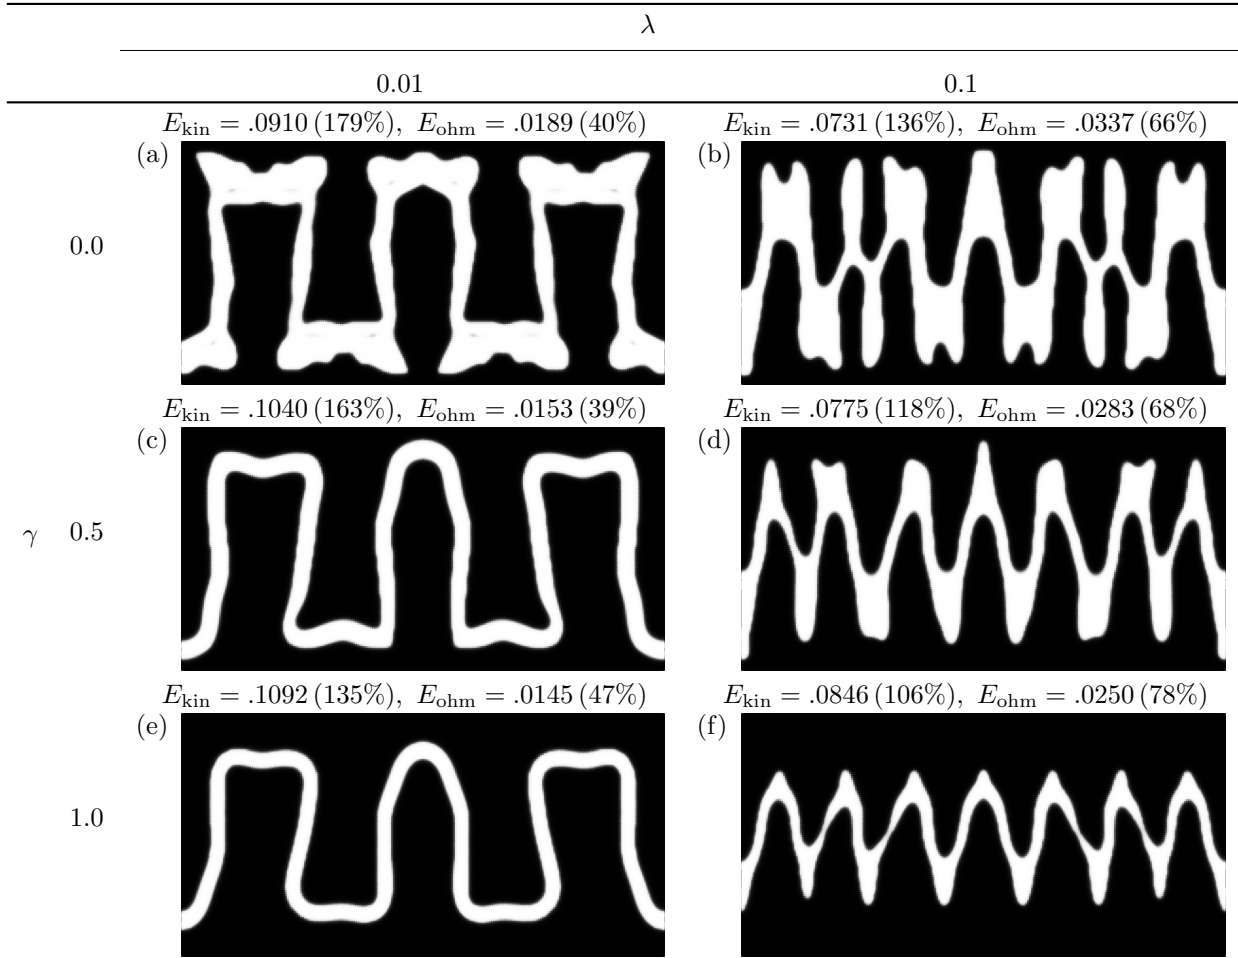 λ
0.01 0.1
E_kin = .0910 (179%), E_ohm = .0189 (40%) E_kin = .0731 (136%), E_ohm = .0337 (66%)
(a) (b)
0.0
E_kin = .1040 (163%), E_ohm = .0153 (39%) E_kin = .0775 (118%), E_ohm = .0283 (68%)
(c) (d)
γ 0.5
E_kin = .1092 (135%), E_ohm = .0145 (47%) E_kin = .0846 (106%), E_ohm = .0250 (78%)
(e) (f)
1.0